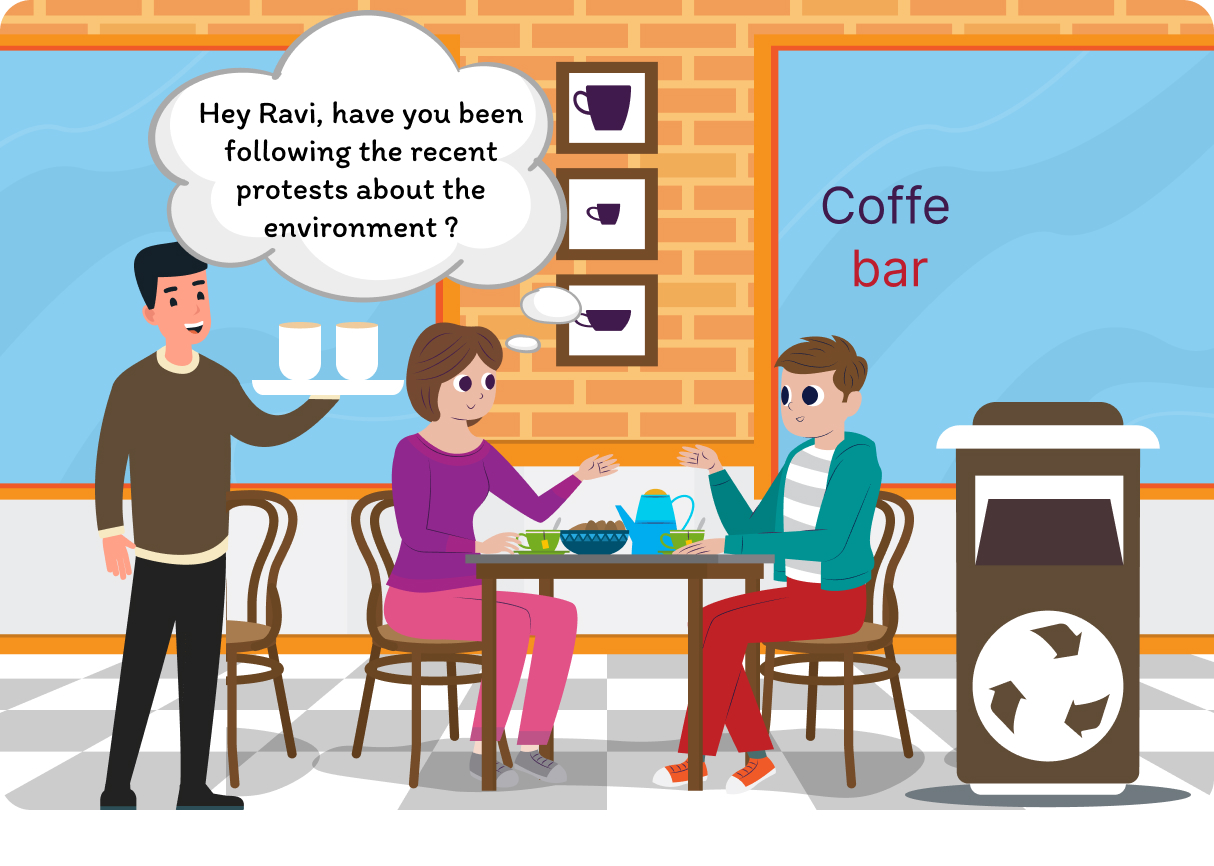 Hey Ravi, have you been
following the recent
protests about the
environment ?
Coffe
bar